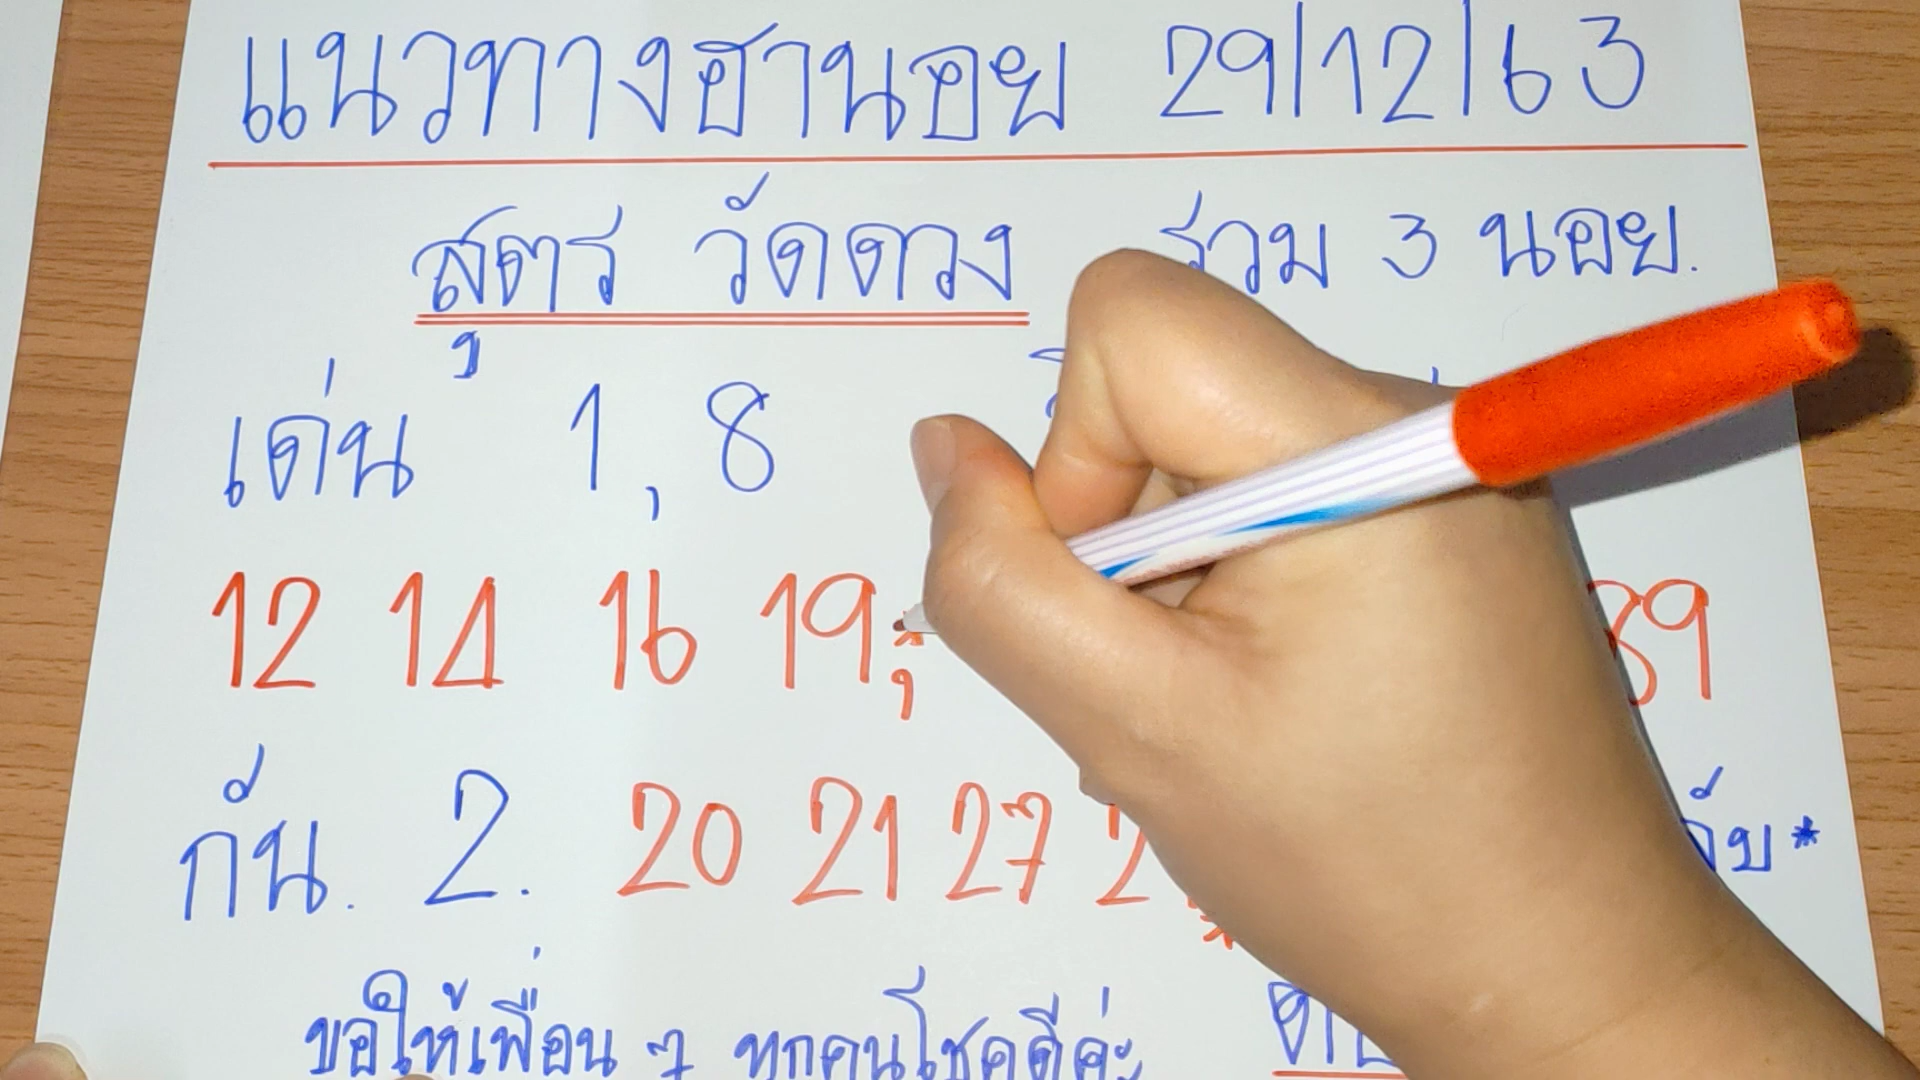 แนวทางฮานอย 29/12/63
สูตร วัดดวง รวม 3 นอย.
เด่น 1, 8
12 14 16 19 89
กัน. 2. 20 21 27
ขอให้เพื่อน ๆ ทุกคนโชคดีค่ะ